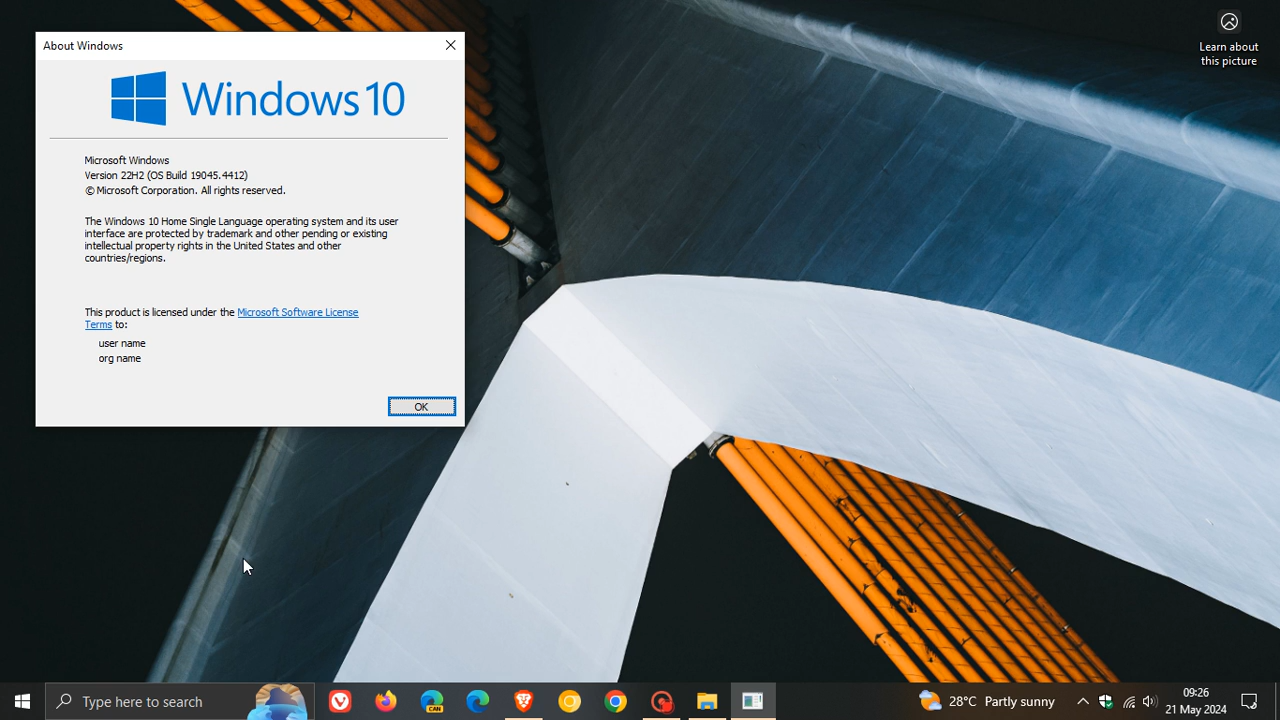 About Windows
Windows 10
Microsoft Windows
Version 22H2 (OS Build 19045.4412)
© Microsoft Corporation. All rights reserved.
The Windows 10 Home Single Language operating system and its user
interface are protected by trademark and other pending or existing
intellectual property rights in the United States and other
countries/regions.
This product is licensed under the Microsoft Software License
Terms to:
user name
org name
OK
Learn about
this picture
Type here to search
CAN
28°C Partly sunny
09:26
21 May 2024